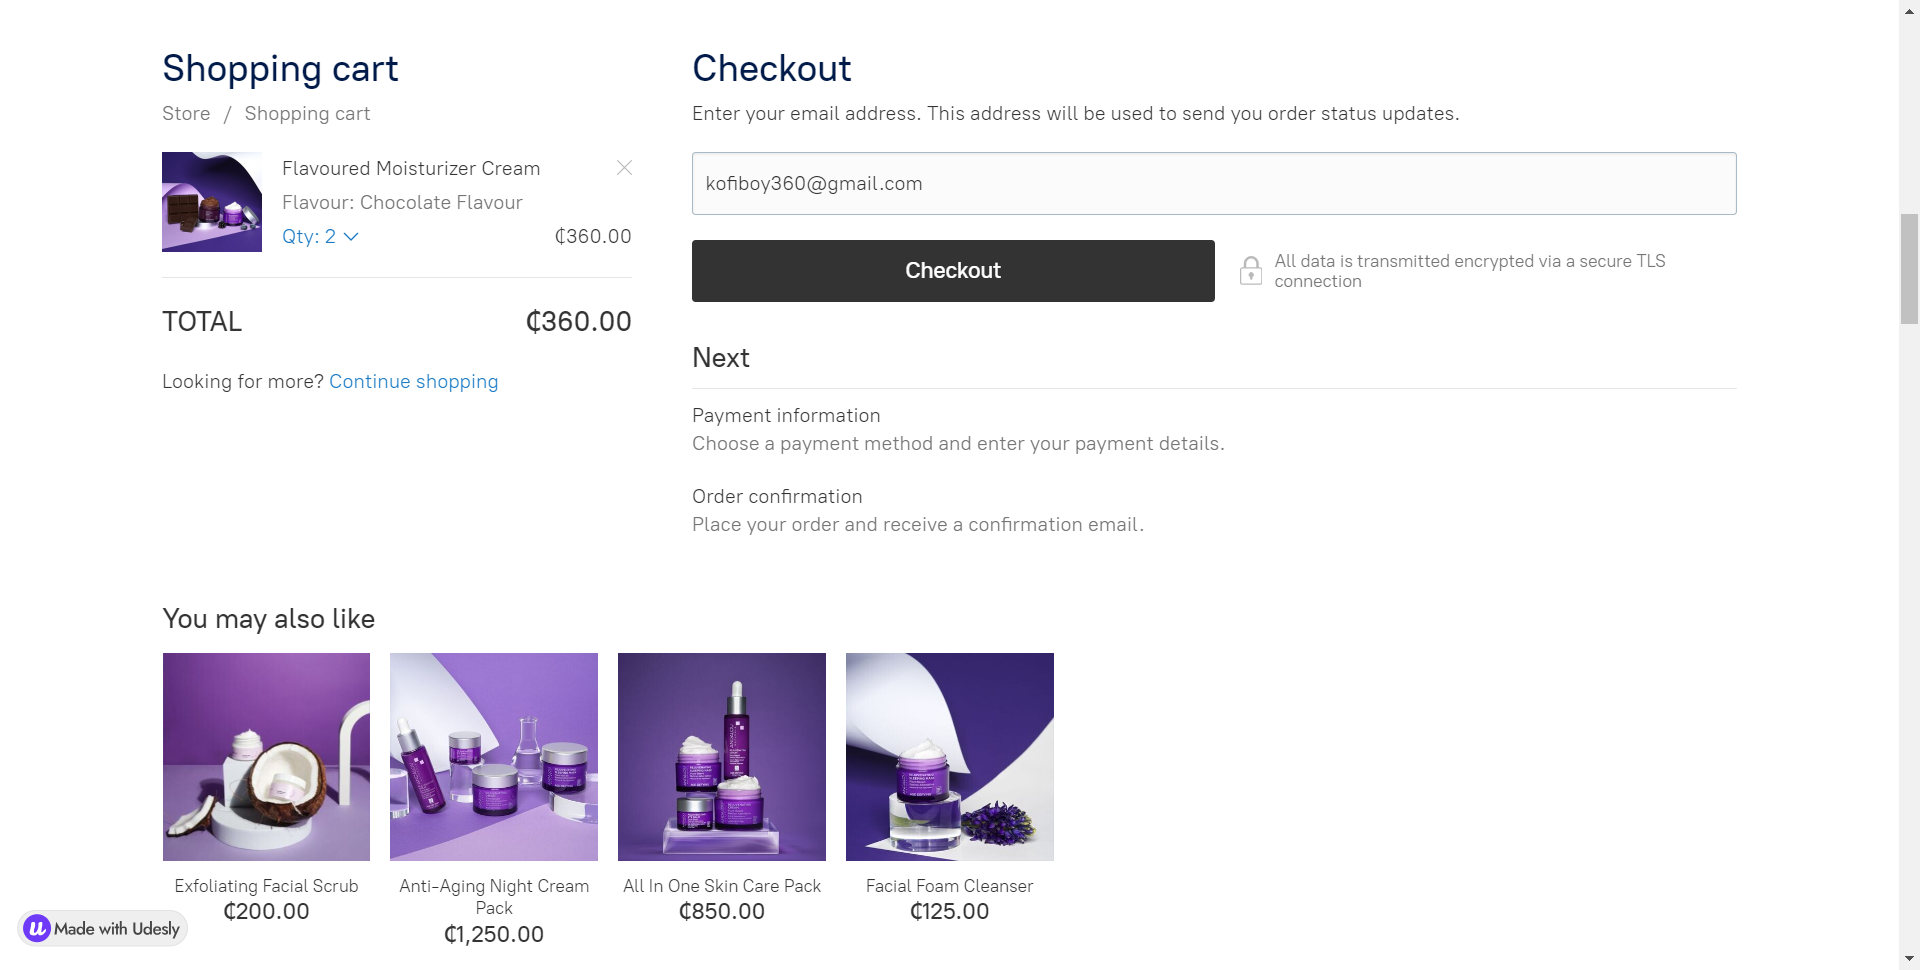 Shopping cart
Store / Shopping cart
Flavoured Moisturizer Cream
Flavour: Chocolate Flavour
Qty: 2
₵360.00
TOTAL ₵360.00
Looking for more? Continue shopping
Checkout
Enter your email address. This address will be used to send you order status updates.
kofiboy360@gmail.com
Checkout
All data is transmitted encrypted via a secure TLS
connection
Next
Payment information
Choose a payment method and enter your payment details.
Order confirmation
Place your order and receive a confirmation email.
You may also like
Exfoliating Facial Scrub
₵200.00
Anti-Aging Night Cream
Pack
₵1,250.00
All In One Skin Care Pack
₵850.00
Facial Foam Cleanser
₵125.00
Made with Udesly